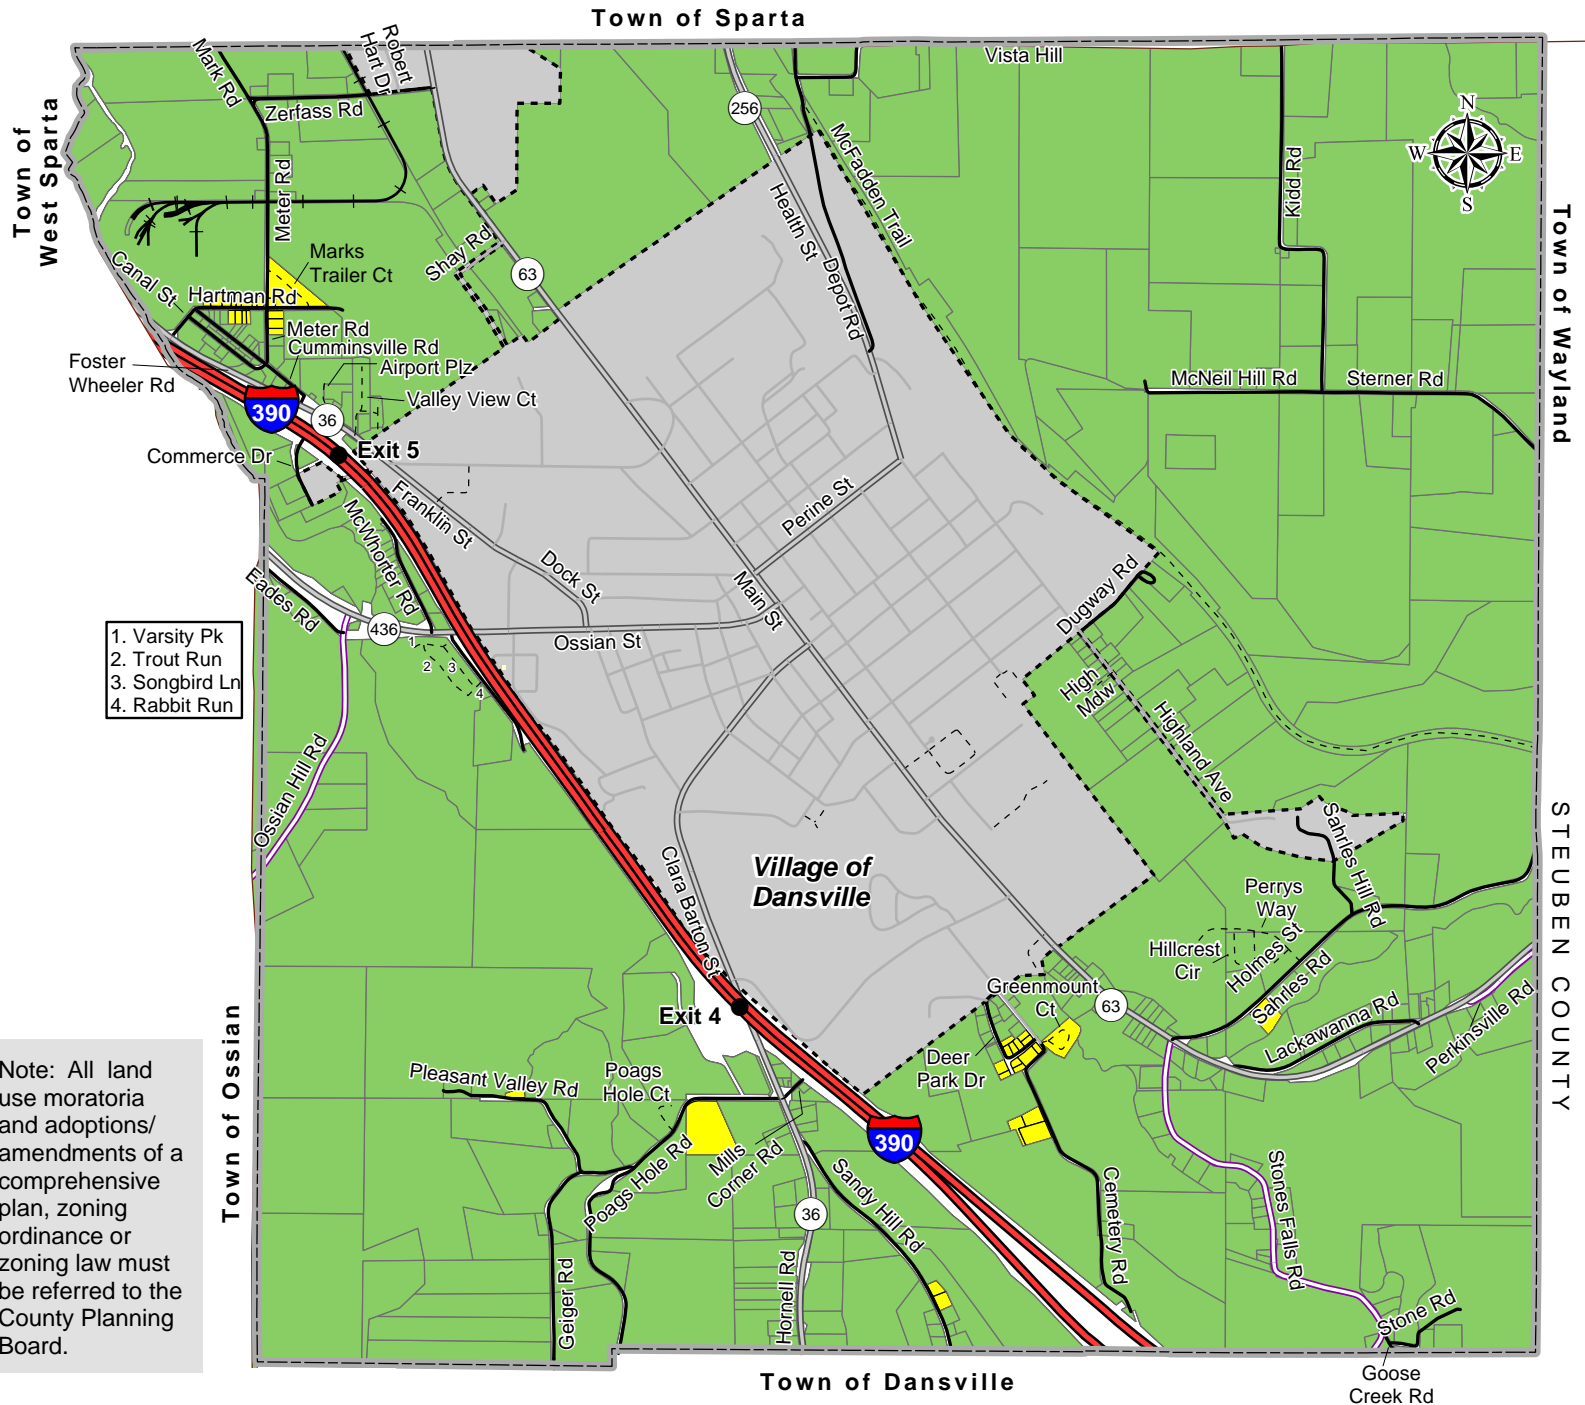 Town of Sparta
Town of
West Sparta
Mark Rd
Robert
Hart Dr
Zerfass Rd
Vista Hill
256
McFadden Trail
Kidd Rd
N
W
E
S
Town of Wayland
Meter Rd
Health St
Depot Rd
Shay Rd
63
Marks
Trailer Ct
Canal St
Hartman Rd
Meter Rd
Cumminsville Rd
Airport Plz
Foster
Wheeler Rd
Valley View Ct
390
36
Exit 5
Commerce Dr
McNeil Hill Rd
Sterner Rd
Franklin St
McWhorter Rd
Perine St
Dock St
Main St
Eades Rd
436
Ossian St
Dugway Rd
1. Varsity Pk
2. Trout Run
3. Songbird Ln
4. Rabbit Run
1
2
3
4
High
Mdw
Highland Ave
Ossian Hill Rd
STEUBEN COUNTY
Sahrles Hill Rd
Clara Barton St
Village of
Dansville
Perrys
Way
Hillcrest
Cir
Holmes St
Sahrles Rd
Greenmount
Ct
63
Exit 4
Lackawanna Rd
Perkinsville Rd
Town of Ossian
Note: All land
use moratoria
and adoptions/
amendments of a
comprehensive
plan, zoning
ordinance or
zoning law must
be referred to the
County Planning
Board.
Pleasant Valley Rd
Poags
Hole Ct
Deer
Park Dr
390
Poags Hole Rd
Mills
Corner Rd
Sandy Hill Rd
36
Cemetery Rd
Stones Falls Rd
Geiger Rd
Hornell Rd
Stone Rd
Goose
Creek Rd
Town of Dansville